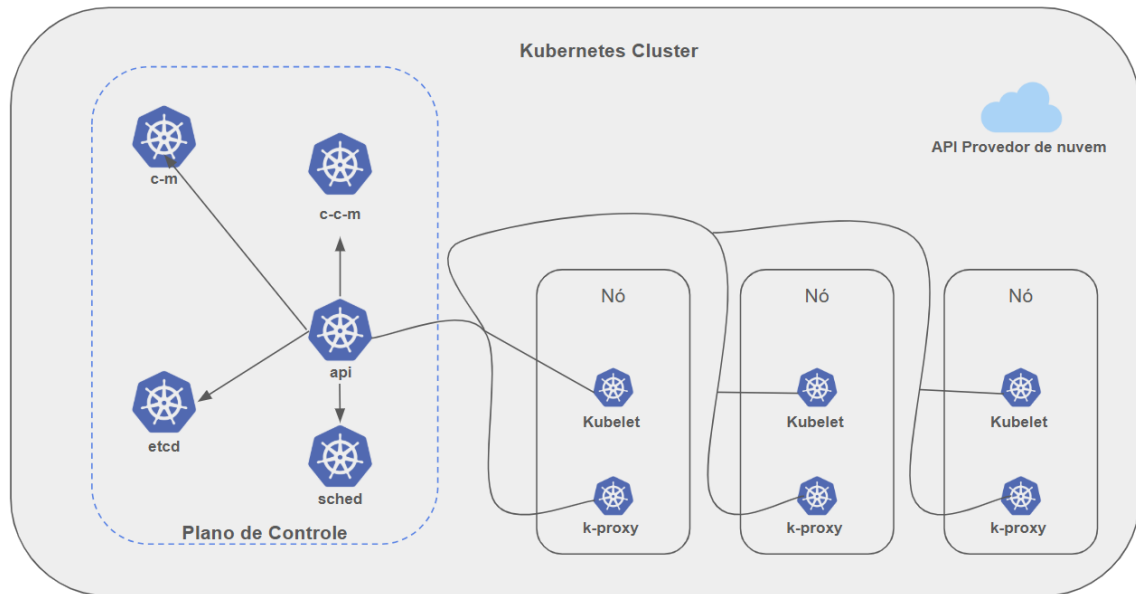 Kubernetes Cluster
API Provedor de nuvem
c-m
c-c-m
api
etcd
sched
Plano de Controle
Nó
Kubelet
k-proxy
Nó
Kubelet
k-proxy
Nó
Kubelet
k-proxy